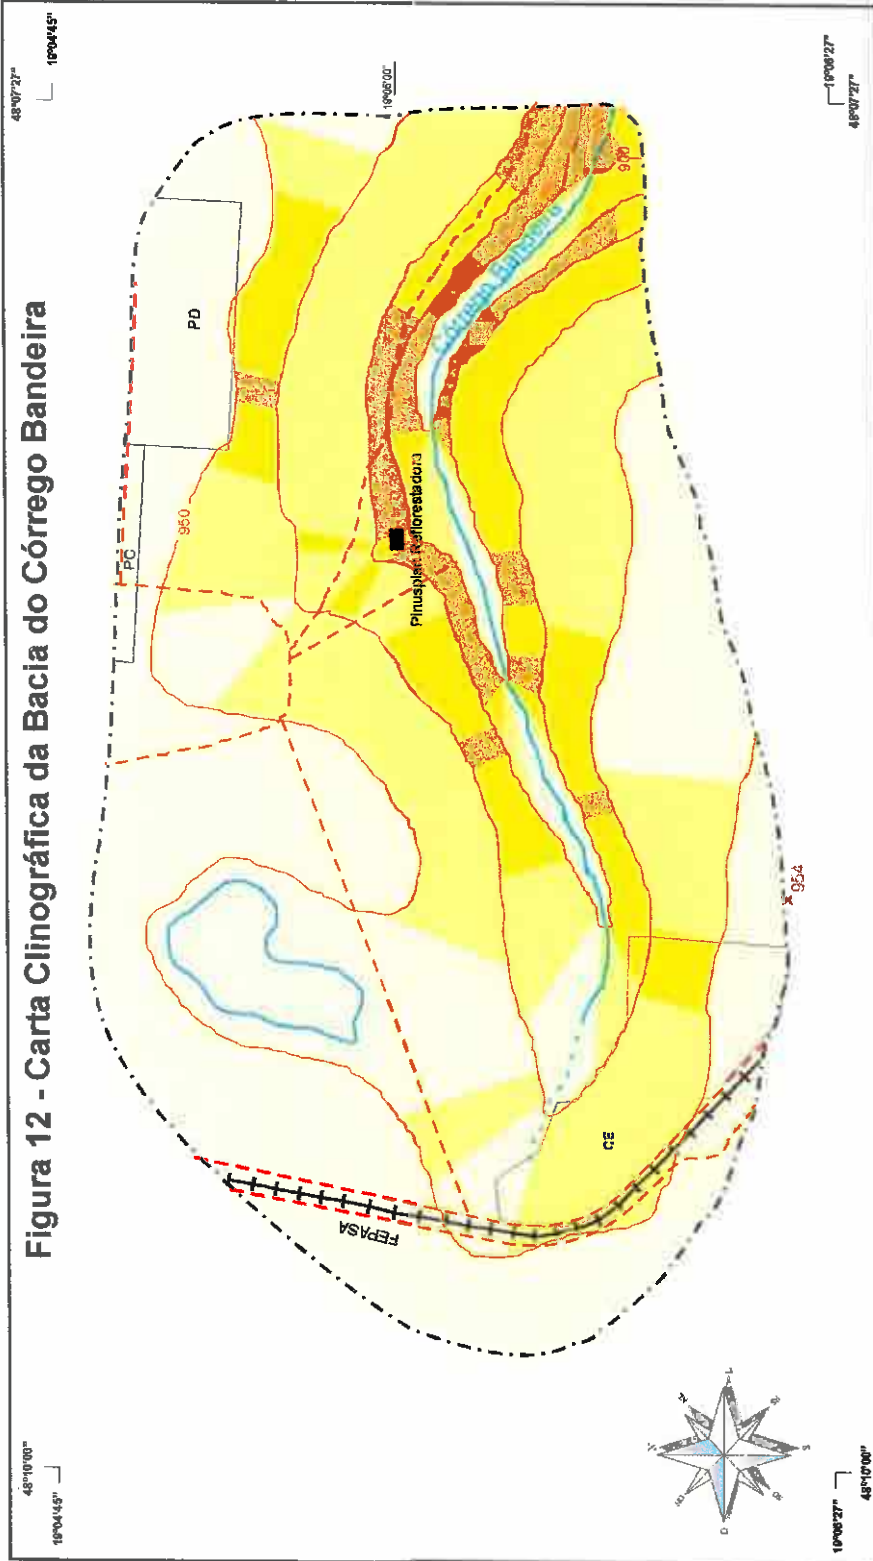 Figura 12 - Carta Clinográfica da Bacia do Córrego Bandeira
48°10'00"
19°04'45"
48°07'27"
19°04'45"
PC
PD
950
19°05'00"
FEPASA
Pinusplan Reflorestadora
Córrego Bandeira
900
CE
954
N
L
S
O
19°06'27"
48°10'00"
19°06'27"
48°07'27"